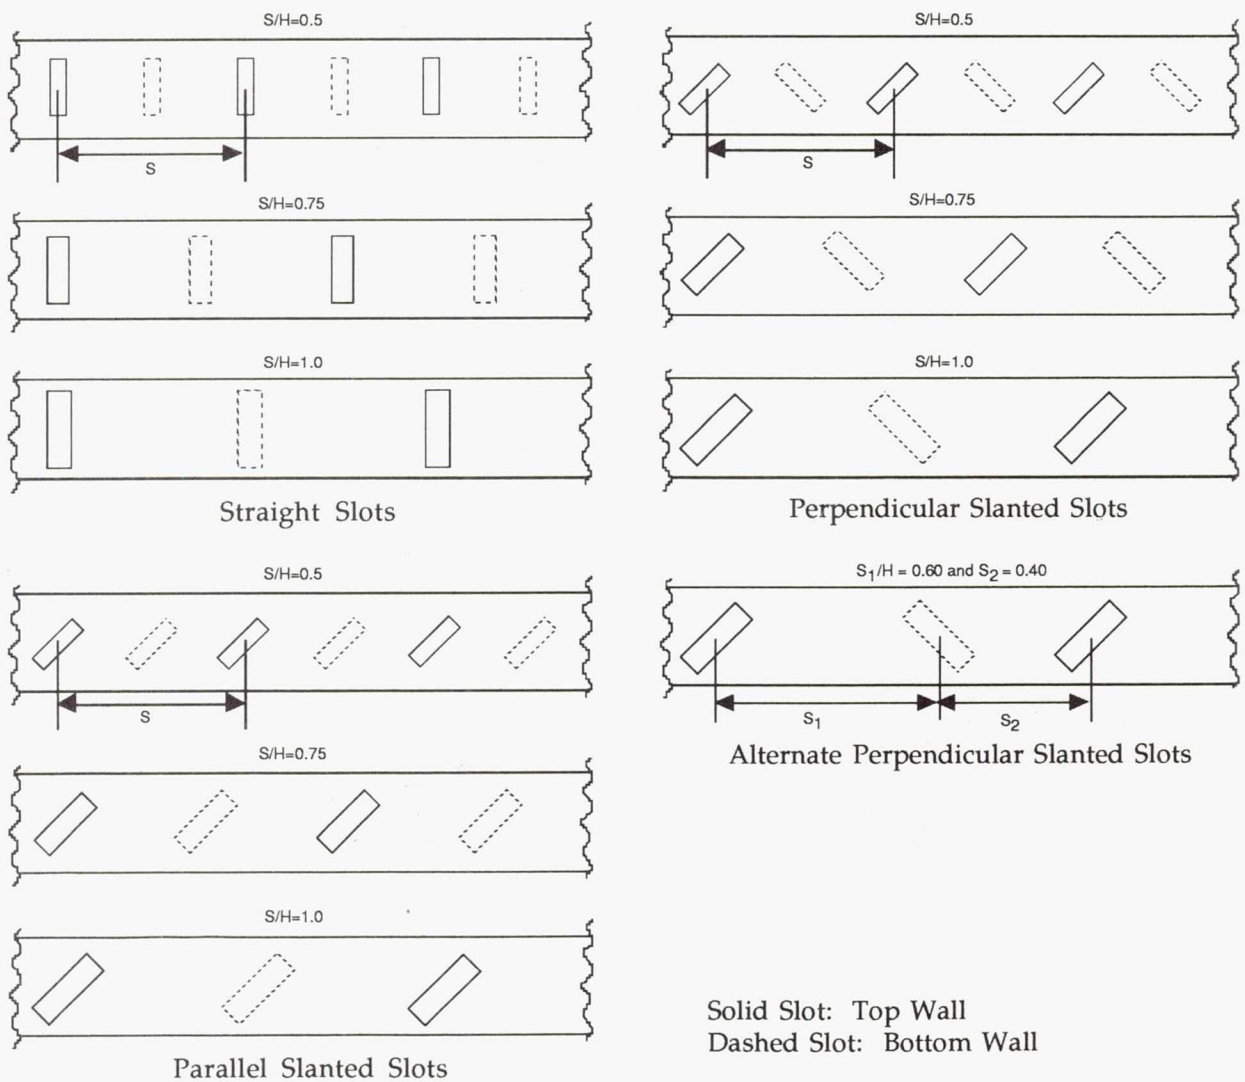 S/H=0.5
S
S/H=0.75
S/H=1.0
Straight Slots
S/H=0.5
S
S/H=0.75
S/H=1.0
Perpendicular Slanted Slots
S/H=0.5
S
S/H=0.75
S/H=1.0
Parallel Slanted Slots
S₁/H = 0.60 and S₂ = 0.40
S₁ S₂
Alternate Perpendicular Slanted Slots
Solid Slot: Top Wall
Dashed Slot: Bottom Wall